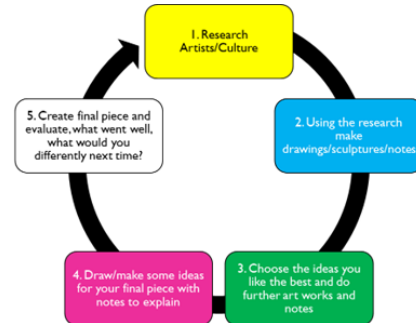 1. Research
Artists/Culture
2. Using the research
make
drawings/sculptures/notes
3. Choose the ideas you
like the best and do
further art works and
notes
4. Draw/make some ideas
for your final piece with
notes to explain
5. Create final piece and
evaluate, what went well,
what would you
differently next time?